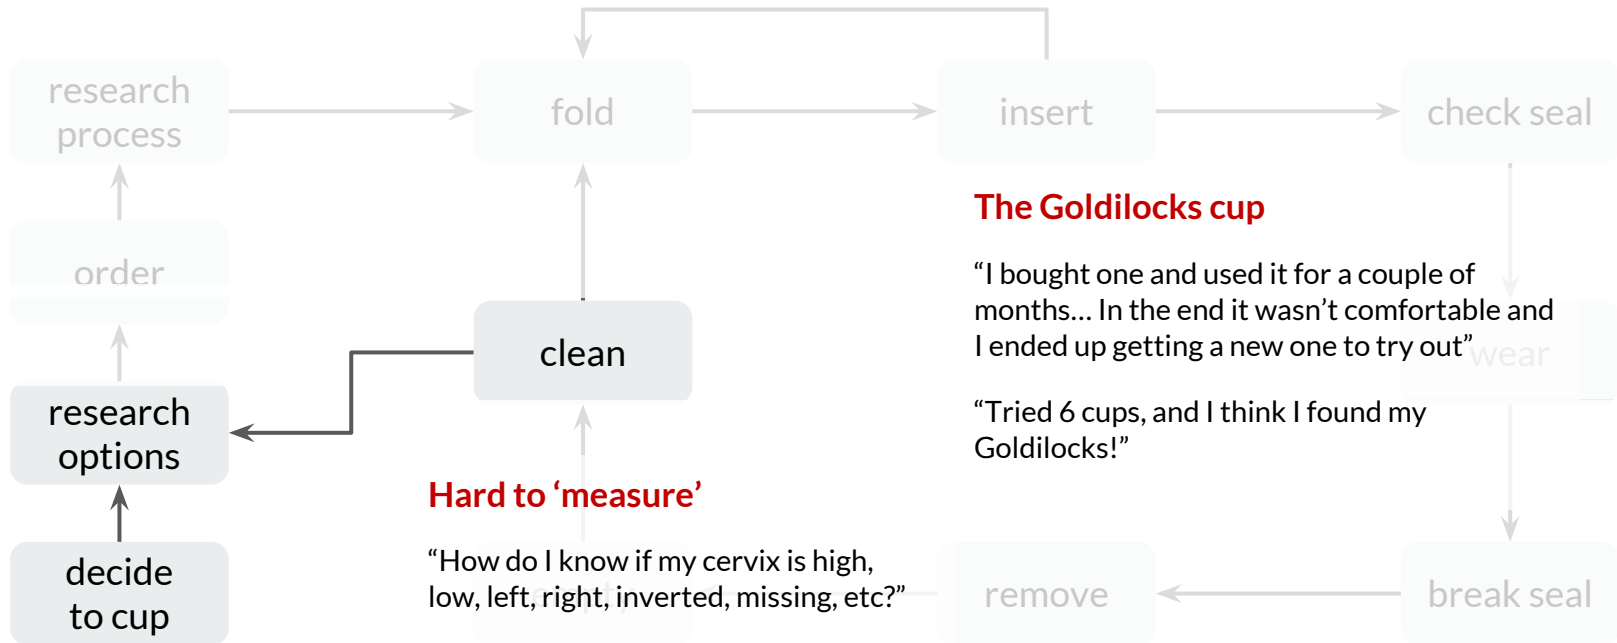 research
process
fold
insert
check seal
The Goldilocks cup
order
“I bought one and used it for a couple of
months… In the end it wasn’t comfortable and
I ended up getting a new one to try out”
wear
clean
research
options
“Tried 6 cups, and I think I found my
Goldilocks!”
Hard to ‘measure’
“How do I know if my cervix is high,
low, left, right, inverted, missing, etc?”
decide
to cup
remove
break seal